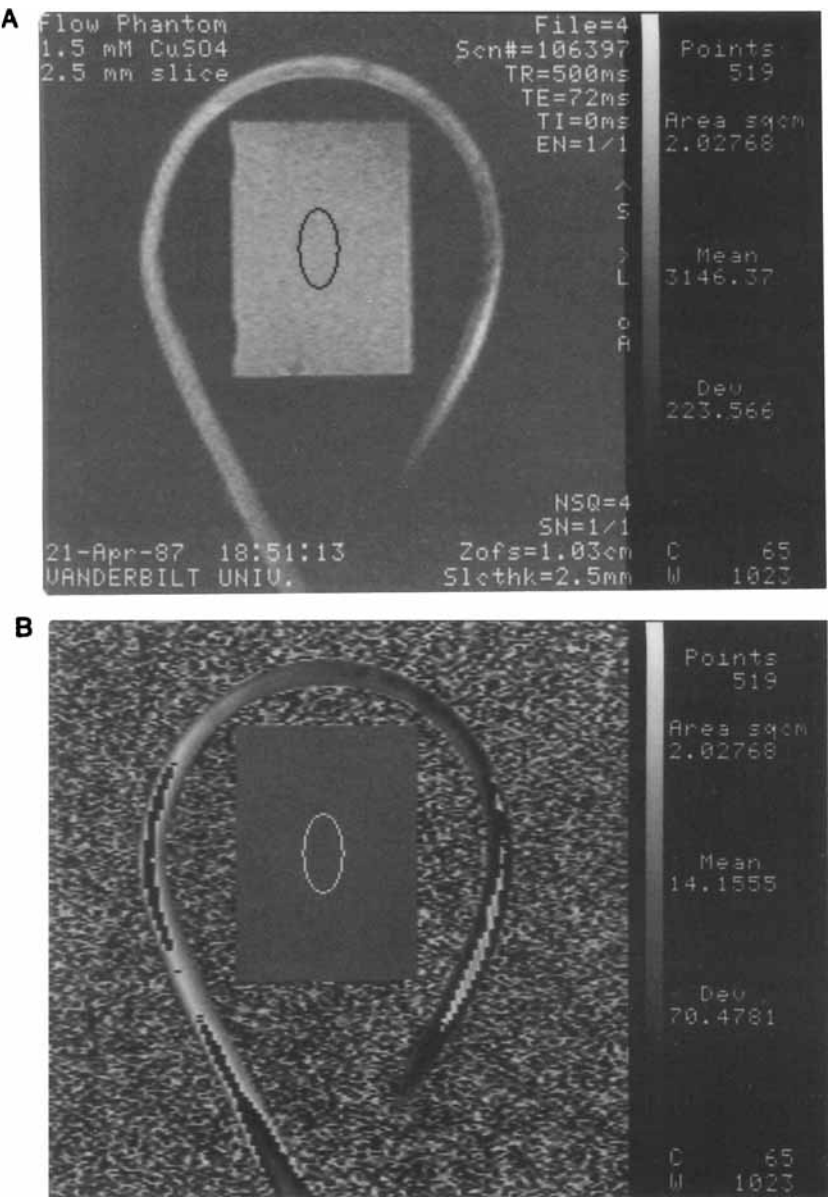 A
Flow Phantom
1.5 mM CuSO4
2.5 mm slice
File=4
Scn#=106397
TR=500ms
TE=72ms
TI=0ms
EN=1/1
^
S
>
L
o
A
NSQ=4
SN=1/1
21-Apr-87 18:51:13
VANDERBILT UNIV.
Zofs=1.03cm
Slcthk=2.5mm
Points
519
Area sqcm
2.02768
Mean
3146.37
Dev
223.566
C 65
W 1023
B
Points
519
Area sqcm
2.02768
Mean
14.1555
Dev
70.4781
C 65
W 1023